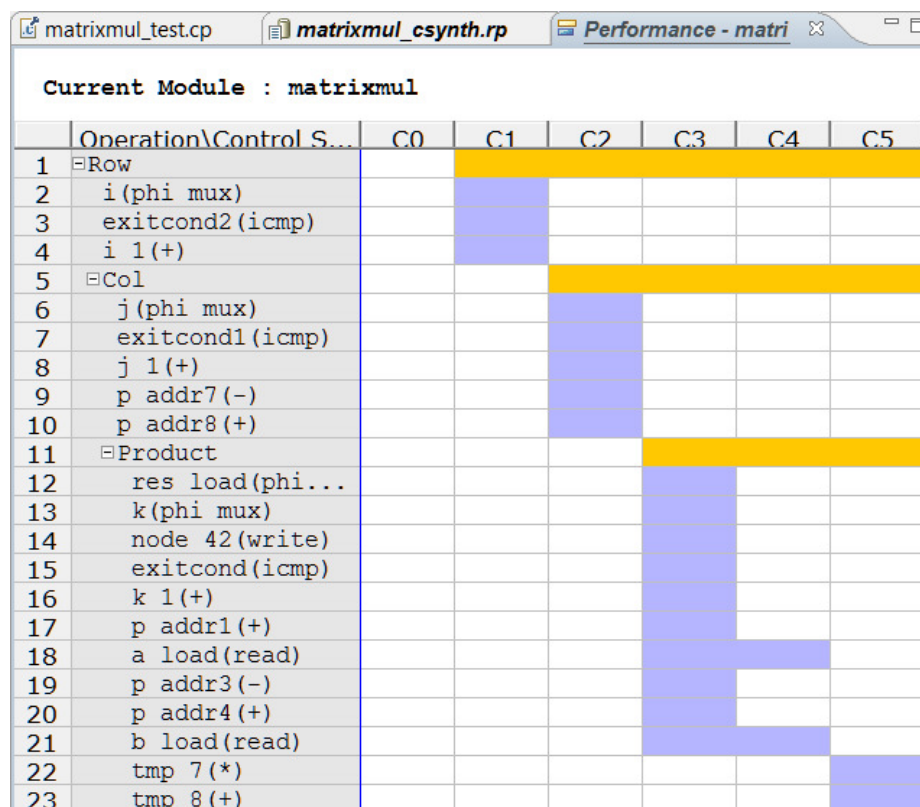 matrixmul_test.cp matrixmul_csynth.rp Performance - matri
Current Module : matrixmul
Operation\Control S... C0 C1 C2 C3 C4 C5
1 Row
2 i(phi mux)
3 exitcond2(icmp)
4 i 1(+)
5 Col
6 j(phi mux)
7 exitcond1(icmp)
8 j 1(+)
9 p addr7(-)
10 p addr8(+)
11 Product
12 res load(phi...
13 k(phi mux)
14 node 42(write)
15 exitcond(icmp)
16 k 1(+)
17 p addr1(+)
18 a load(read)
19 p addr3(-)
20 p addr4(+)
21 b load(read)
22 tmp 7(*)
23 tmp 8(+)